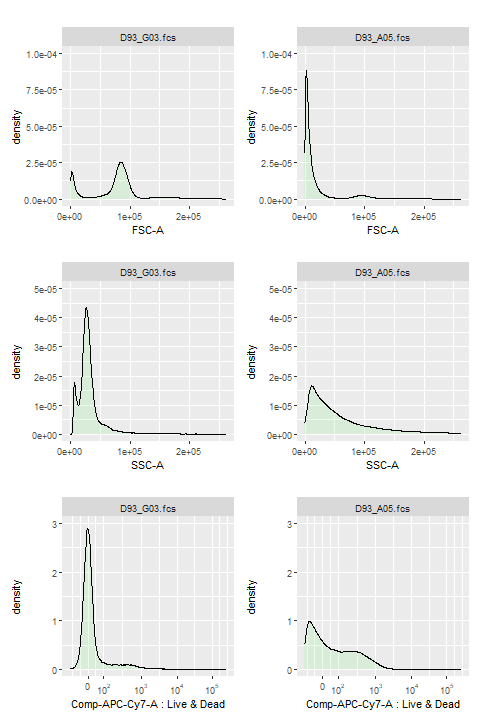 D93_G03.fcs
D93_A05.fcs
1.0e-04
7.5e-05
5.0e-05
2.5e-05
0.0e+00
density
0e+00 1e+05 2e+05
FSC-A
1.0e-04
7.5e-05
5.0e-05
2.5e-05
0.0e+00
density
0e+00 1e+05 2e+05
FSC-A
D93_G03.fcs
D93_A05.fcs
5e-05
4e-05
3e-05
2e-05
1e-05
0e+00
density
0e+00 1e+05 2e+05
SSC-A
5e-05
4e-05
3e-05
2e-05
1e-05
0e+00
density
0e+00 1e+05 2e+05
SSC-A
D93_G03.fcs
D93_A05.fcs
3
2
1
0
density
0 10² 10³ 10⁴ 10⁵
Comp-APC-Cy7-A : Live & Dead
3
2
1
0
density
0 10² 10³ 10⁴ 10⁵
Comp-APC-Cy7-A : Live & Dead